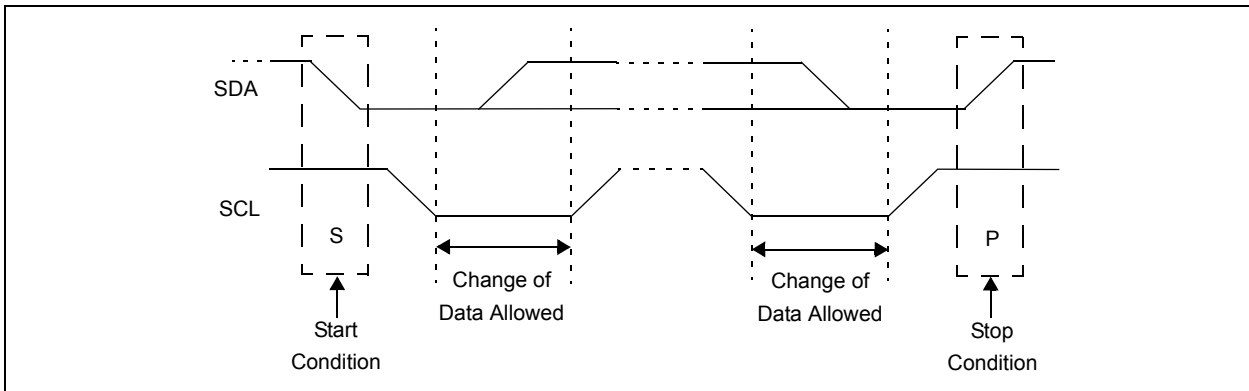 SDA
SCL
S
P
Change of
Data Allowed
Change of
Data Allowed
Start
Condition
Stop
Condition